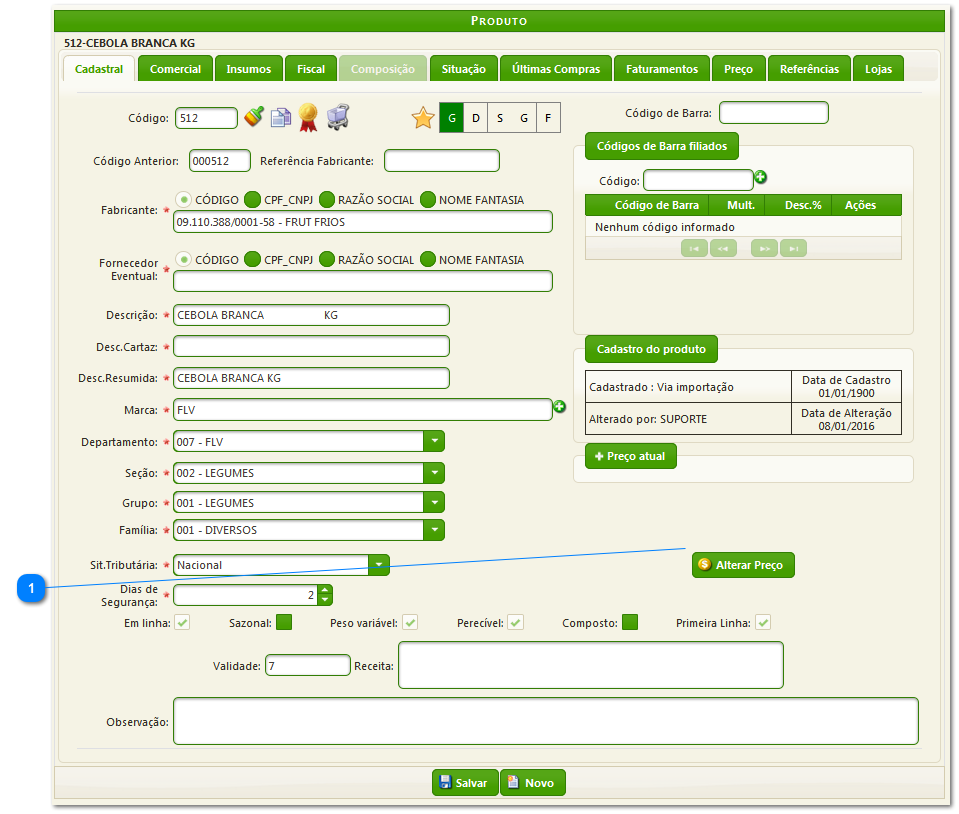 PRODUTO
512-CEBOLA BRANCA KG
Cadastral Comercial Insumos Fiscal Composição Situação Últimas Compras Faturamentos Preço Referências Lojas
Código: 512 G D S G F
Código de Barra:
Código Anterior: 000512 Referência Fabricante:
Códigos de Barra filiados
Código:
Código de Barra Mult. Desc.% Ações
Nenhum código informado
Fabricante: * CÓDIGO CPF_CNPJ RAZÃO SOCIAL NOME FANTASIA
09.110.388/0001-58 - FRUT FRIOS
Fornecedor Eventual: * CÓDIGO CPF_CNPJ RAZÃO SOCIAL NOME FANTASIA
Descrição: * CEBOLA BRANCA KG
Desc.Cartaz: *
Desc.Resumida: * CEBOLA BRANCA KG
Marca: * FLV
Departamento: * 007 - FLV
Seção: * 002 - LEGUMES
Grupo: * 001 - LEGUMES
Família: * 001 - DIVERSOS
Cadastro do produto
Cadastrado : Via importação
Data de Cadastro
01/01/1900
Alterado por: SUPORTE
Data de Alteração
08/01/2016
+ Preço atual
Sit.Tributária: * Nacional
Alterar Preço
1
Dias de
Segurança: * 2
Em linha: Sazonal: Peso variável: Perecível: Composto: Primeira Linha:
Validade: 7 Receita:
Observação:
Salvar Novo